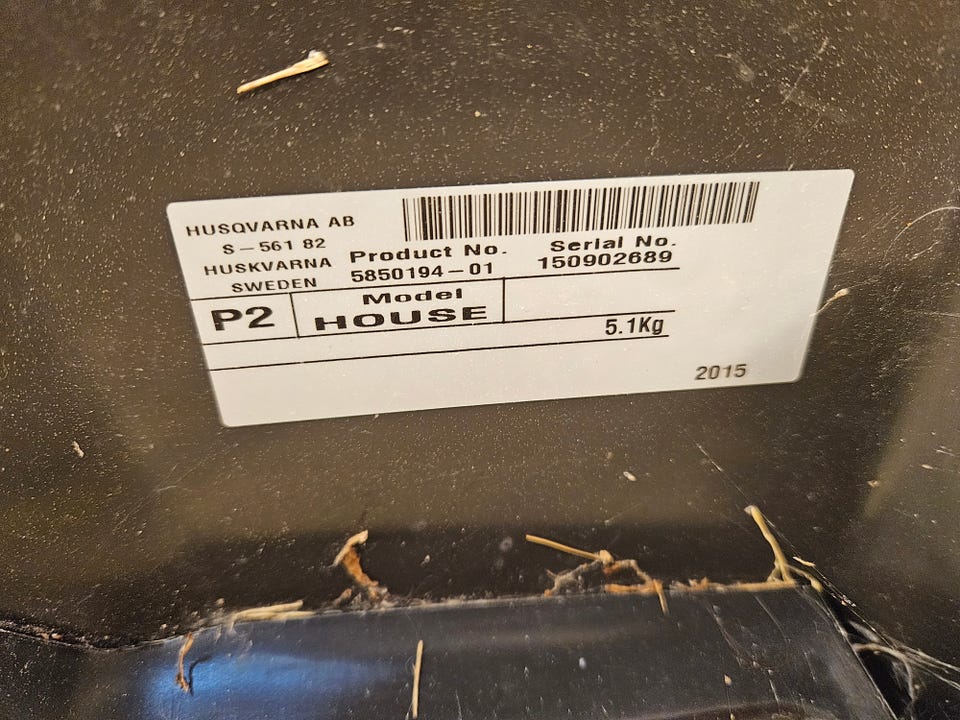 HUSQVARNA AB
S-561 82
HUSKVARNA
SWEDEN
Product No.
5850194-01
Serial No.
150902689
P2
Model
HOUSE
5.1Kg
2015